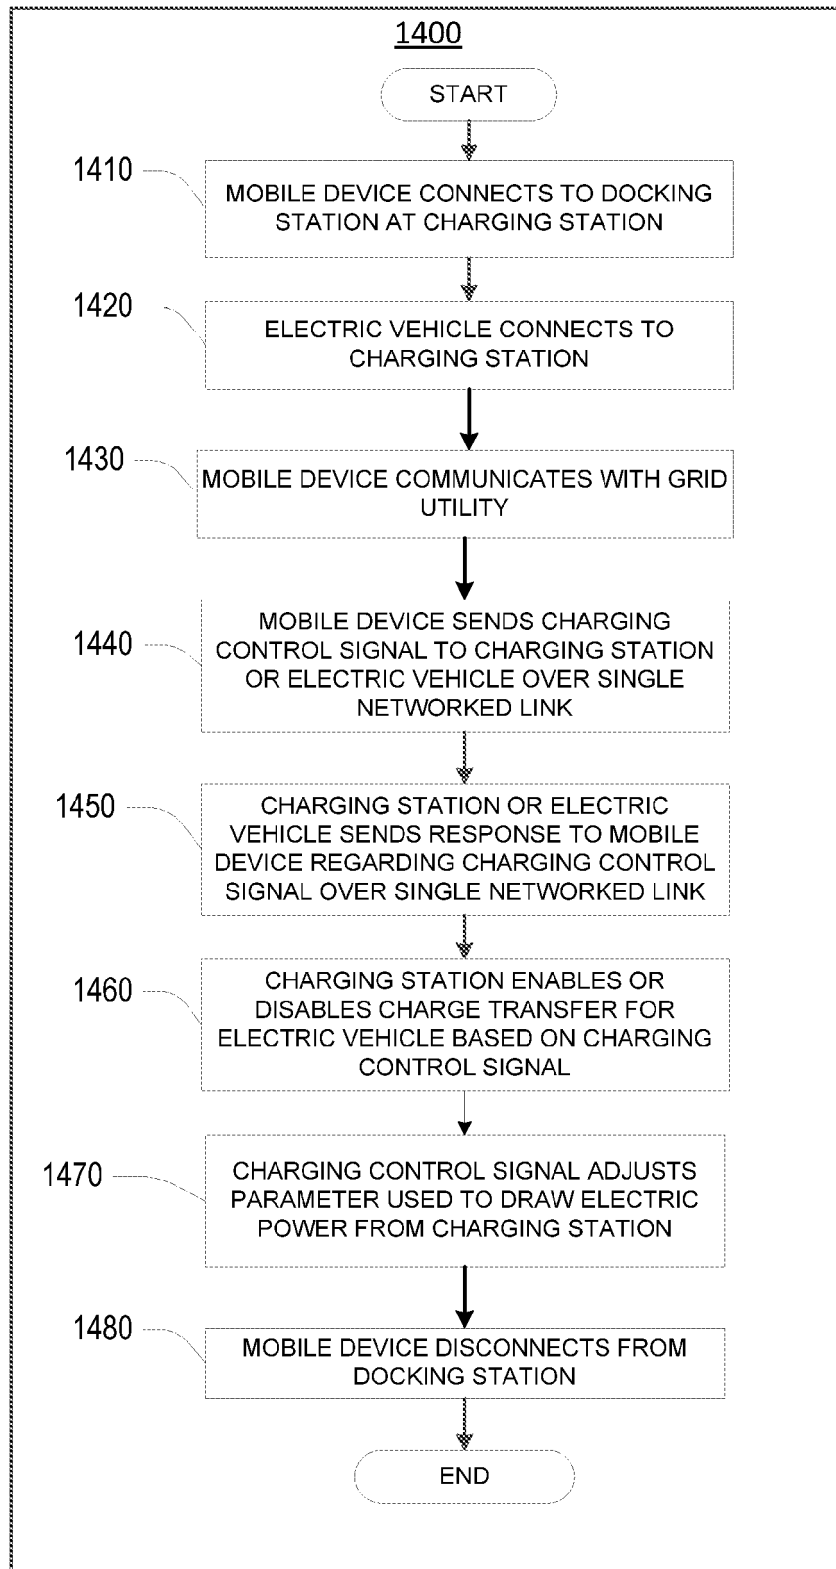 1400
START
1410
MOBILE DEVICE CONNECTS TO DOCKING
STATION AT CHARGING STATION
1420
ELECTRIC VEHICLE CONNECTS TO
CHARGING STATION
1430
MOBILE DEVICE COMMUNICATES WITH GRID
UTILITY
1440
MOBILE DEVICE SENDS CHARGING
CONTROL SIGNAL TO CHARGING STATION
OR ELECTRIC VEHICLE OVER SINGLE
NETWORKED LINK
1450
CHARGING STATION OR ELECTRIC
VEHICLE SENDS RESPONSE TO MOBILE
DEVICE REGARDING CHARGING CONTROL
SIGNAL OVER SINGLE NETWORKED LINK
1460
CHARGING STATION ENABLES OR
DISABLES CHARGE TRANSFER FOR
ELECTRIC VEHICLE BASED ON CHARGING
CONTROL SIGNAL
1470
CHARGING CONTROL SIGNAL ADJUSTS
PARAMETER USED TO DRAW ELECTRIC
POWER FROM CHARGING STATION
1480
MOBILE DEVICE DISCONNECTS FROM
DOCKING STATION
END